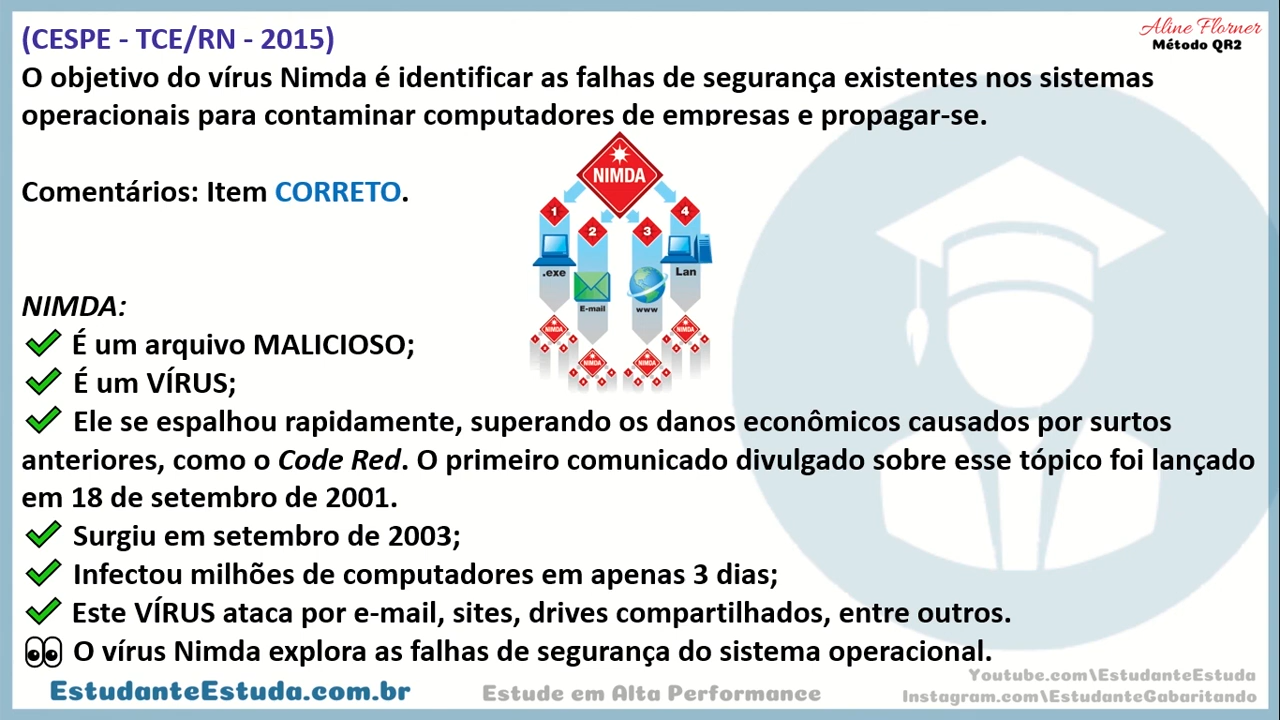 (CESPE - TCE/RN - 2015)
Aline Florner
Método QR2
O objetivo do vírus Nimda é identificar as falhas de segurança existentes nos sistemas
operacionais para contaminar computadores de empresas e propagar-se.
NIMDA
Comentários: Item CORRETO.
1
4
2
3
.exe
Lan
E-mail
www
NIMDA:
NIMDA
NIMDA
É um arquivo MALICIOSO;
NIMDA
NIMDA
É um VÍRUS;
Ele se espalhou rapidamente, superando os danos econômicos causados por surtos
anteriores, como o Code Red. O primeiro comunicado divulgado sobre esse tópico foi lançado
em 18 de setembro de 2001.
Surgiu em setembro de 2003;
Infectou milhões de computadores em apenas 3 dias;
Este VÍRUS ataca por e-mail, sites, drives compartilhados, entre outros.
O vírus Nimda explora as falhas de segurança do sistema operacional.
EstudanteEstuda.com.br
Estude em Alta Performance
Youtube.com\EstudanteEstuda
Instagram.com\EstudanteGabaritando